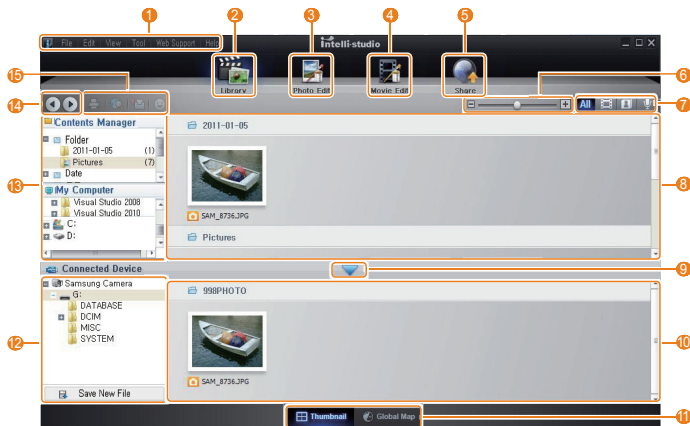 1
2
3
4
5
File Edit View Tool Web Support Help
Intelli-studio
Library
Photo Edit
Movie Edit
Share
15
6
14
All
7
Contents Manager
Folder
2011-01-05 (1)
Pictures (7)
Date
2011-01-05
SAM_8736.JPG
Pictures
13
8
My Computer
Visual Studio 2008
Visual Studio 2010
C:
D:
Connected Device
9
Samsung Camera
G:
DATABASE
DCIM
MISC
SYSTEM
998PHOTO
SAM_8736.JPG
12
10
Save New File
Thumbnail
Global Map
11